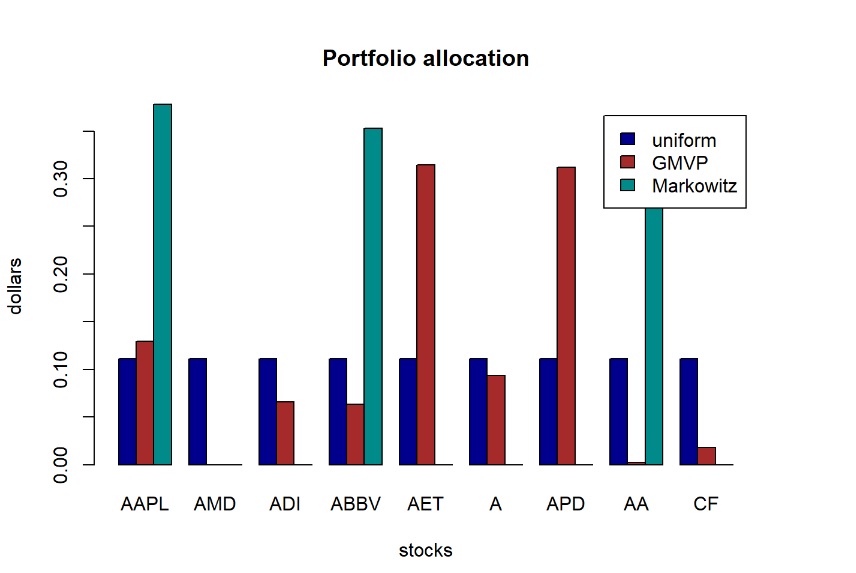 Portfolio allocation
uniform
GMVP
Markowitz
dollars
0.30
0.20
0.10
0.00
AAPL AMD ADI ABBV AET A APD AA CF
stocks